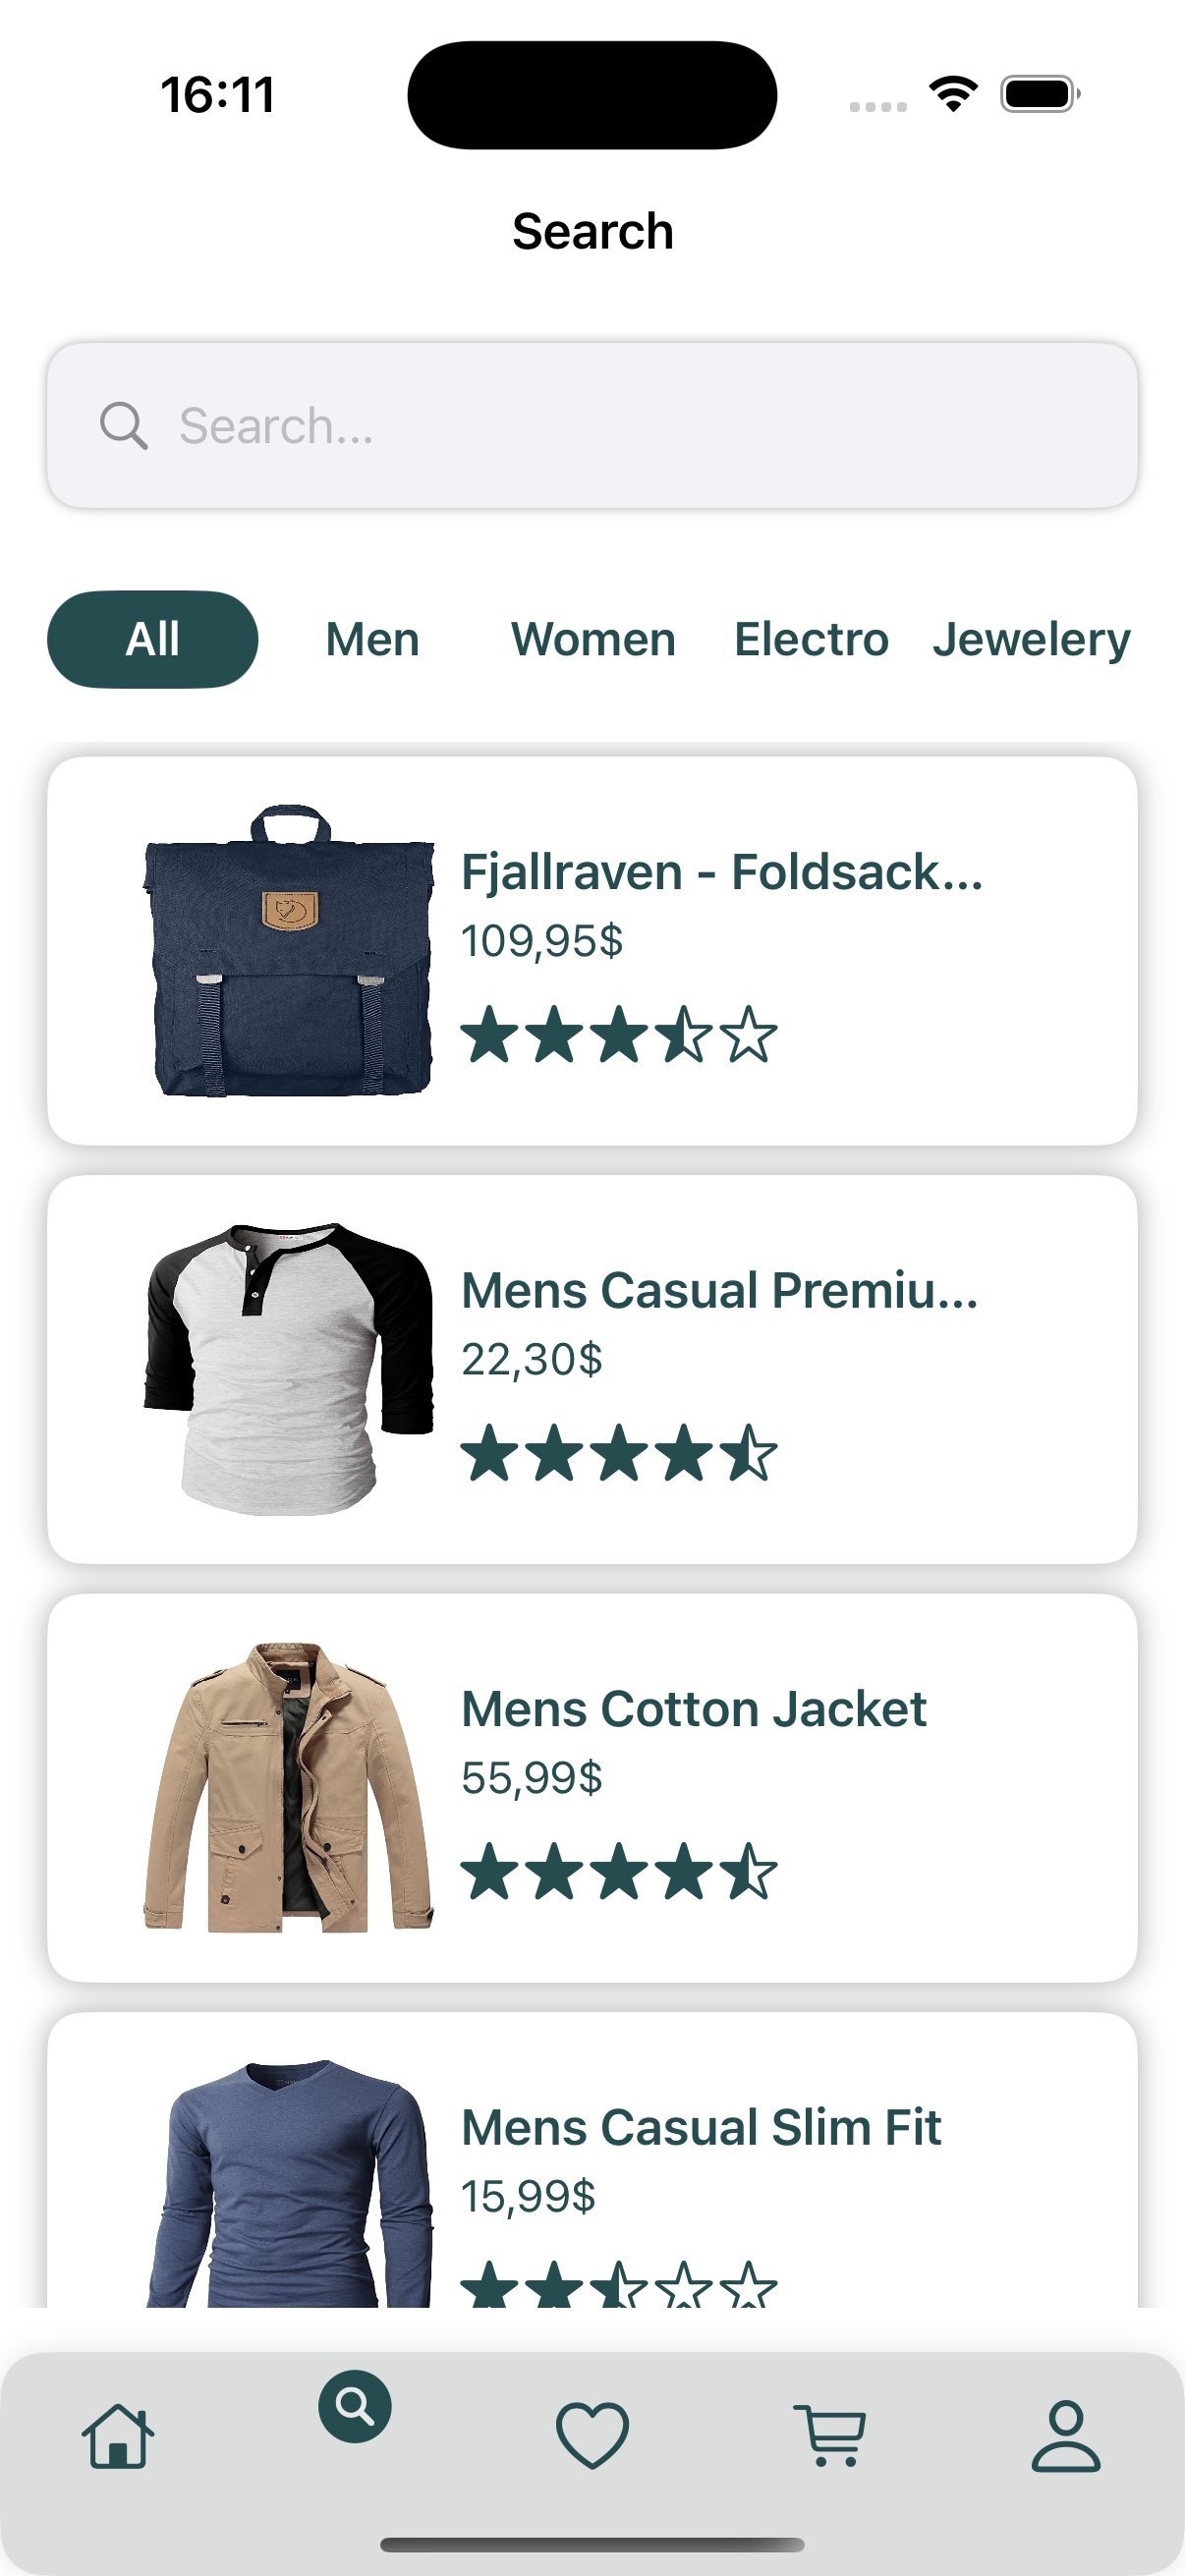 16:11
Search
Search...
All Men Women Electro Jewelery
Fjallraven - Foldsack...
109,95$
Mens Casual Premiu...
22,30$
Mens Cotton Jacket
55,99$
Mens Casual Slim Fit
15,99$